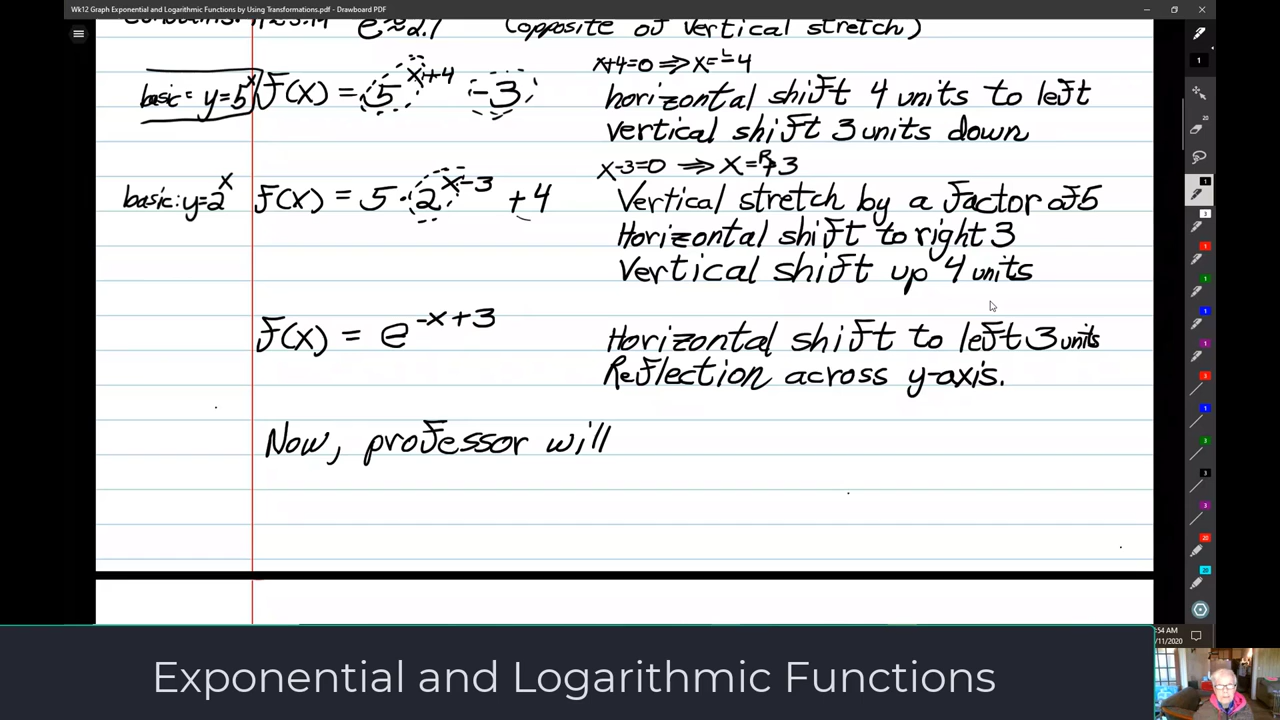 Wk12 Graph Exponential and Logarithmic Functions by Using Transformations.pdf - Drawboard PDF
e≈2.7 (opposite of vertical stretch)
x+4=0 ⇒ x=-4
basic= y=5^x f(x) = 5^x+4 -3 horizontal shift 4 units to left
vertical shift 3 units down
x-3=0 ⇒ x=+3
basic: y=2^x f(x) = 5·2^x-3 +4 Vertical stretch by a factor of 5
Horizontal shift to right 3
Vertical shift up 4 units
f(x) = e^-x+3 Horizontal shift to left 3 units
Reflection across y-axis.
Now, professor will
:54 AM
/11/2020
Exponential and Logarithmic Functions